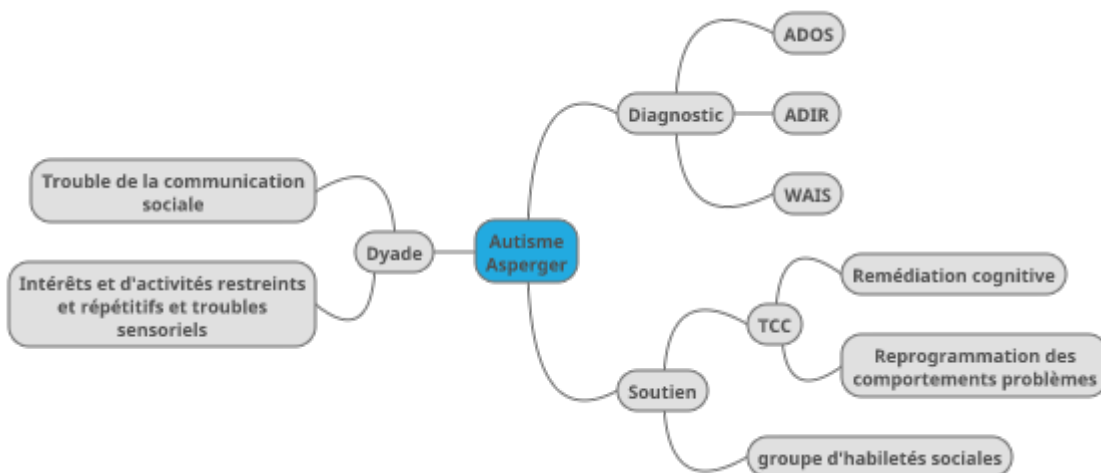 ADOS
Diagnostic
ADIR
WAIS
Trouble de la communication
sociale
Dyade
Autisme
Asperger
Intérêts et d'activités restreints
et répétitifs et troubles
sensoriels
Remédiation cognitive
TCC
Reprogrammation des
comportements problèmes
Soutien
groupe d'habiletés sociales